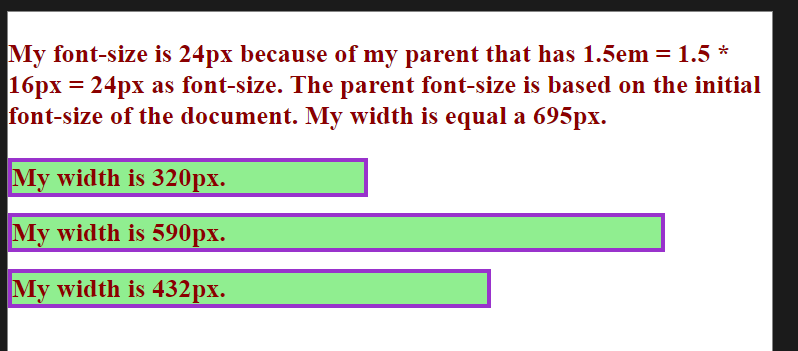 My font-size is 24px because of my parent that has 1.5em = 1.5 *
16px = 24px as font-size. The parent font-size is based on the initial
font-size of the document. My width is equal a 695px.
My width is 320px.
My width is 590px.
My width is 432px.